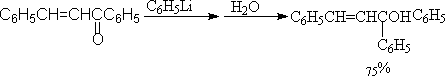 C₆H₅CH=CHCC₆H₅ C₆H₅Li H₂O C₆H₅CH=CHCOHC₆H₅
O C₆H₅
75%